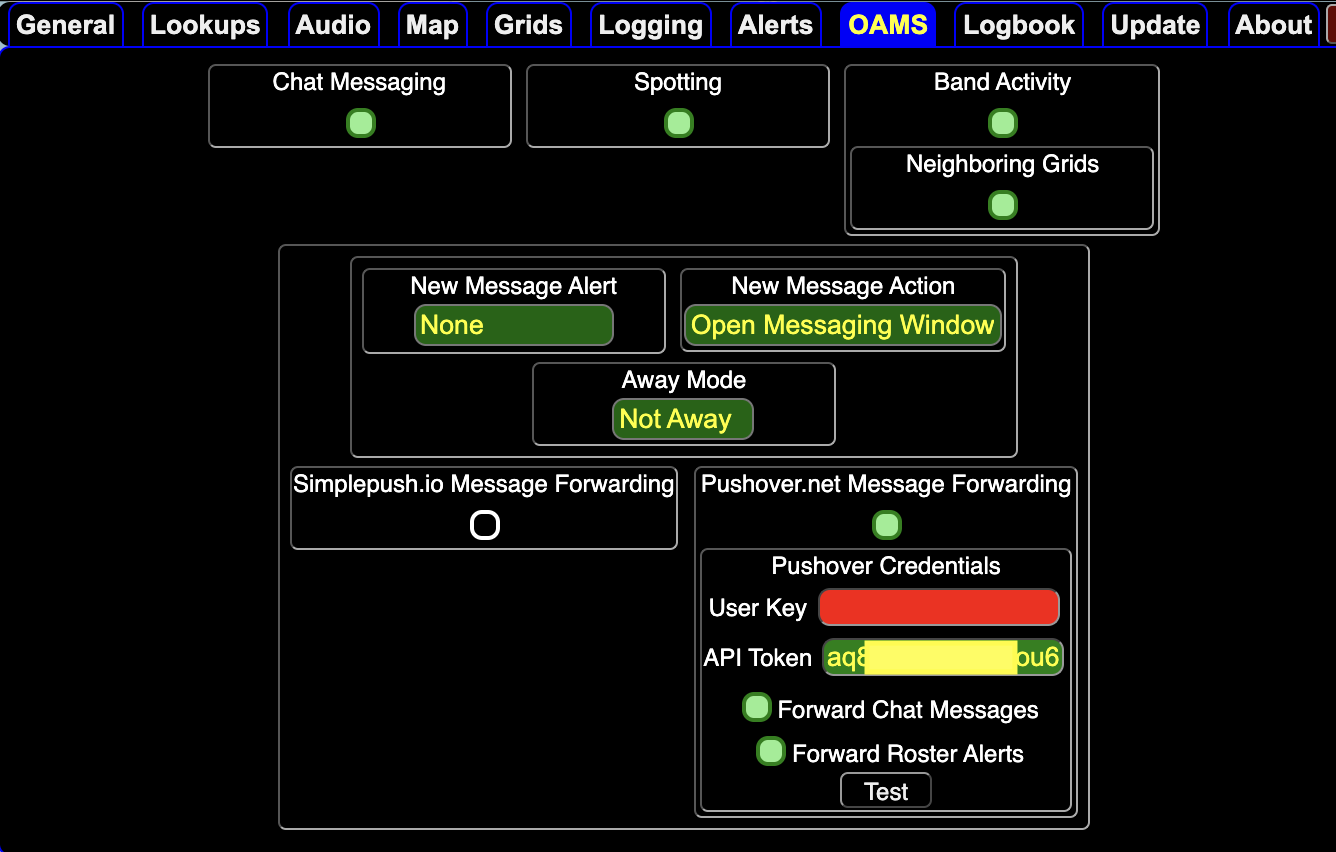 General Lookups Audio Map Grids Logging Alerts OAMS Logbook Update About
Chat Messaging Spotting Band Activity
Neighboring Grids
New Message Alert New Message Action
None Open Messaging Window
Away Mode
Not Away
Simplepush.io Message Forwarding Pushover.net Message Forwarding
Pushover Credentials
User Key
API Token aq8 ou6
Forward Chat Messages
Forward Roster Alerts
Test